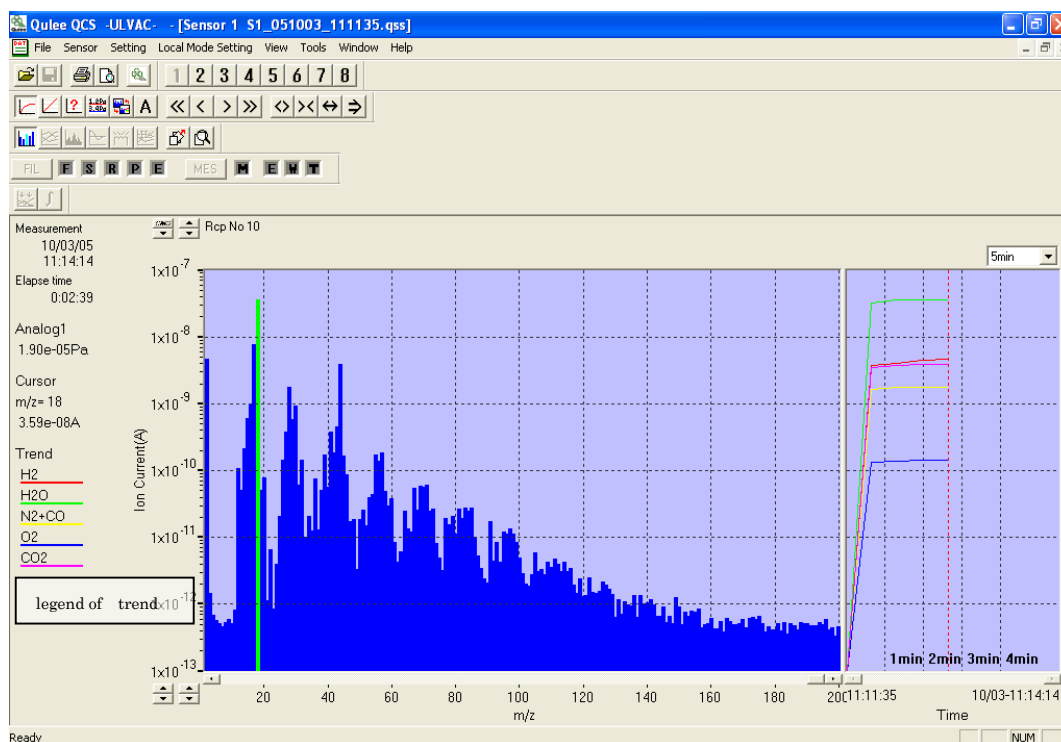 Qulee QCS -ULVAC- - [Sensor 1 S1_051003_111135.qss]
File Sensor Setting Local Mode Setting View Tools Window Help
1 2 3 4 5 6 7 8
A
FIL F S R P E MES M E W T
Measurement
10/03/05
11:14:14
Elapse time
0:02:39
Analog1
1.90e-05Pa
Cursor
m/z= 18
3.59e-08A
Trend
H2
H2O
N2+CO
O2
CO2
legend of trend
Rcp No 10
5min
Ion Current(A)
1x10-7
1x10-8
1x10-9
1x10-10
1x10-11
1x10-12
1x10-13
20 40 60 80 100 120 140 160 180 200
m/z
1min 2min 3min 4min
11:11:35 10/03-11:14:14
Time
Ready NUM